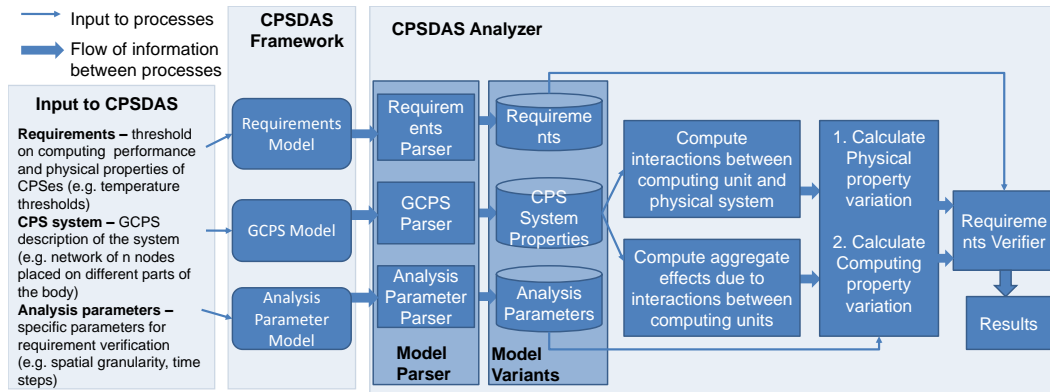 Input to processes
Flow of information
between processes
CPSDAS
Framework
CPSDAS Analyzer
Input to CPSDAS
Requirements – threshold
on computing performance
and physical properties of
CPSes (e.g. temperature
thresholds)
CPS system – GCPS
description of the system
(e.g. network of n nodes
placed on different parts of
the body)
Analysis parameters –
specific parameters for
requirement verification
(e.g. spatial granularity, time
steps)
Requirements
Model
GCPS Model
Analysis
Parameter
Model
Requirem
ents
Parser
GCPS
Parser
Analysis
Parameter
Parser
Model
Parser
Requireme
nts
CPS
System
Properties
Analysis
Parameters
Model
Variants
Compute
interactions between
computing unit and
physical system
Compute aggregate
effects due to
interactions between
computing units
1. Calculate
Physical
property
variation
2. Calculate
Computing
property
variation
Requireme
nts Verifier
Results